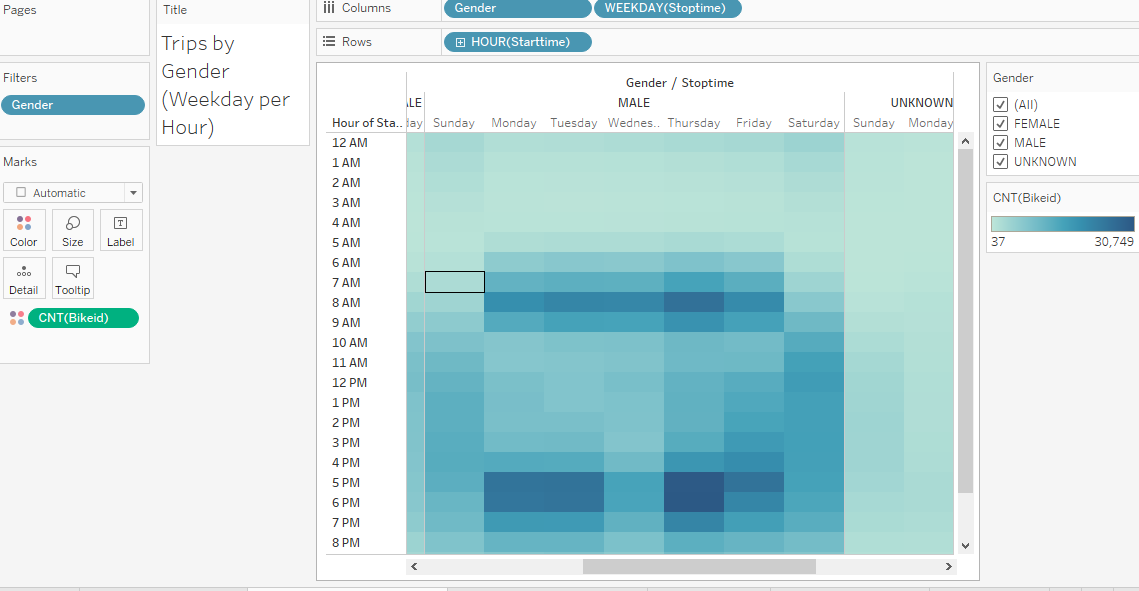 Pages
Title
Columns
Gender
WEEKDAY(Stoptime)
Rows
HOUR(Starttime)
Trips by
Gender
(Weekday per
Hour)
Filters
Gender
Marks
Automatic
Color Size Label
Detail Tooltip
CNT(Bikeid)
Gender / Stoptime
ALE MALE UNKNOWN
Hour of Sta.. day Sunday Monday Tuesday Wednes.. Thursday Friday Saturday Sunday Monday
12 AM
1 AM
2 AM
3 AM
4 AM
5 AM
6 AM
7 AM
8 AM
9 AM
10 AM
11 AM
12 PM
1 PM
2 PM
3 PM
4 PM
5 PM
6 PM
7 PM
8 PM
Gender
(All)
FEMALE
MALE
UNKNOWN
CNT(Bikeid)
37 30,749